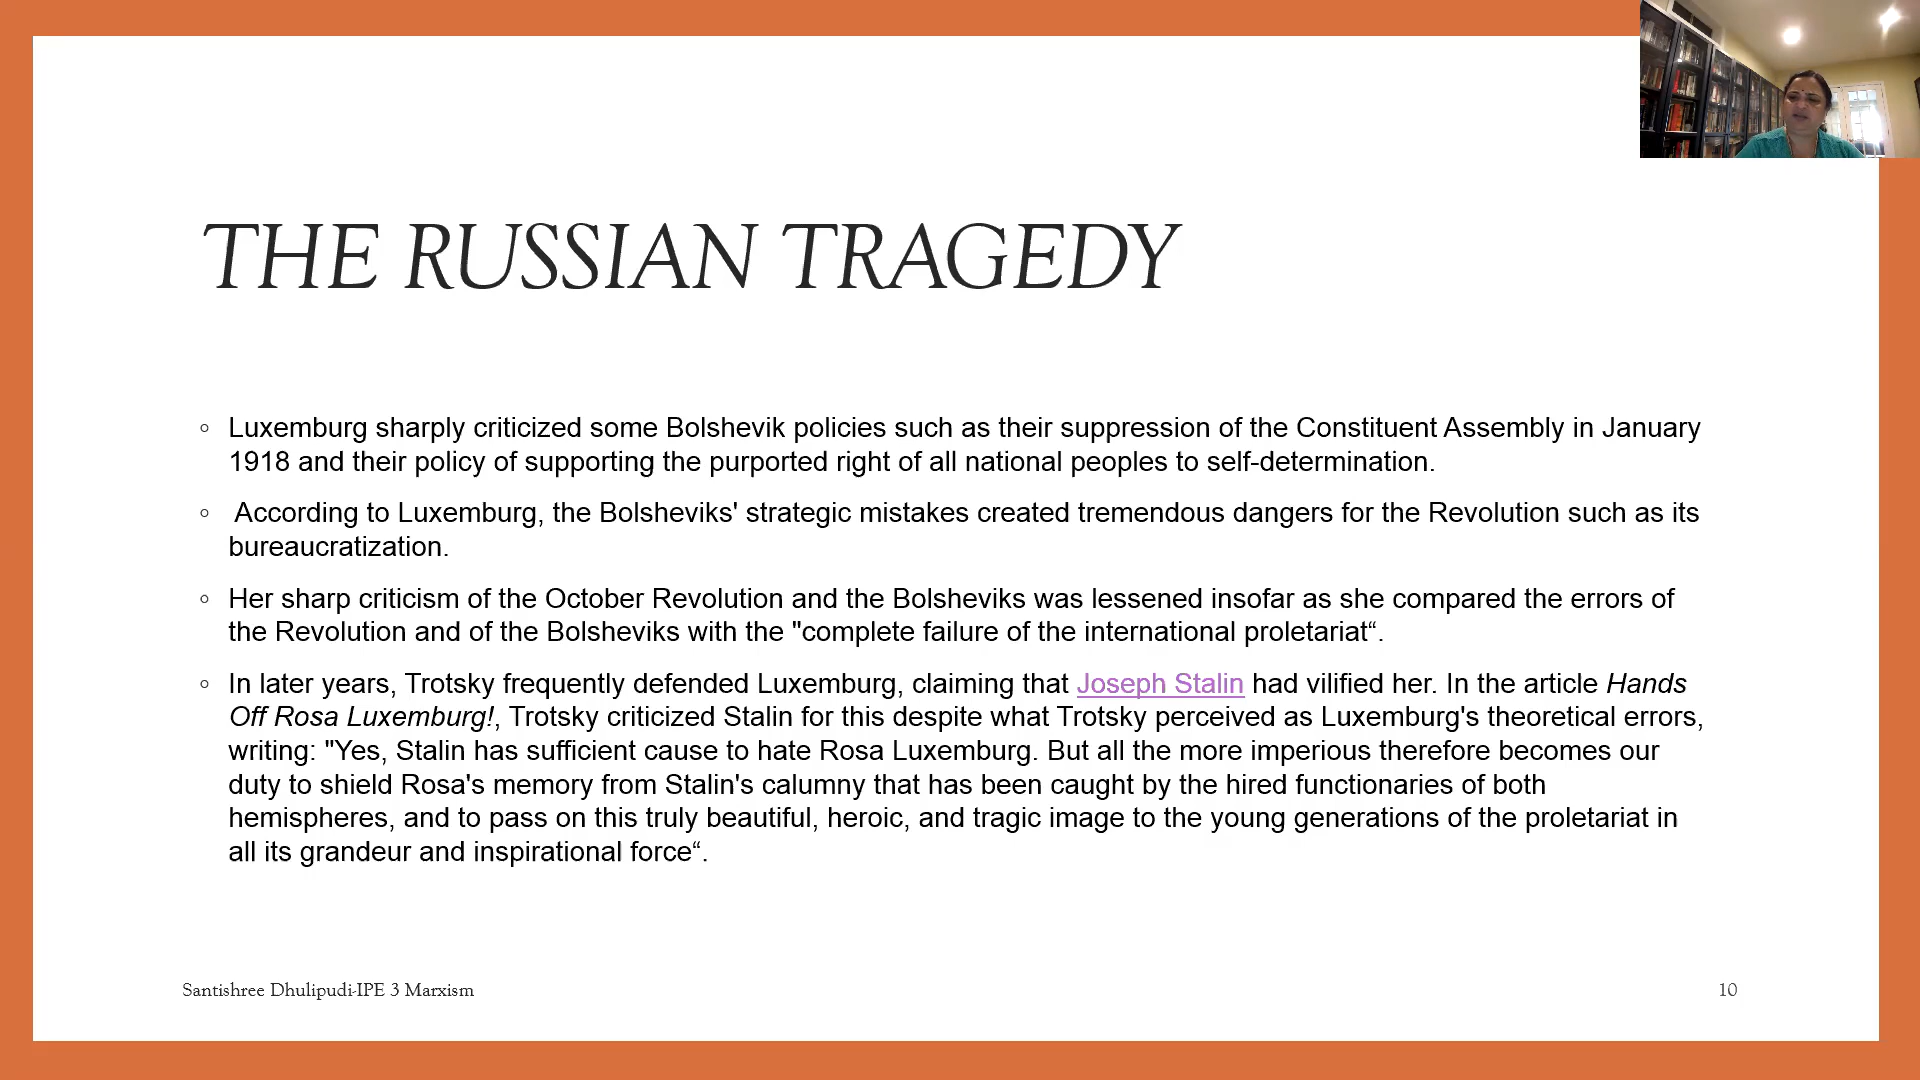 THE RUSSIAN TRAGEDY
◦ Luxemburg sharply criticized some Bolshevik policies such as their suppression of the Constituent Assembly in January
1918 and their policy of supporting the purported right of all national peoples to self-determination.
◦ According to Luxemburg, the Bolsheviks' strategic mistakes created tremendous dangers for the Revolution such as its
bureaucratization.
◦ Her sharp criticism of the October Revolution and the Bolsheviks was lessened insofar as she compared the errors of
the Revolution and of the Bolsheviks with the "complete failure of the international proletariat“.
◦ In later years, Trotsky frequently defended Luxemburg, claiming that Joseph Stalin had vilified her. In the article Hands
Off Rosa Luxemburg!, Trotsky criticized Stalin for this despite what Trotsky perceived as Luxemburg's theoretical errors,
writing: "Yes, Stalin has sufficient cause to hate Rosa Luxemburg. But all the more imperious therefore becomes our
duty to shield Rosa's memory from Stalin's calumny that has been caught by the hired functionaries of both
hemispheres, and to pass on this truly beautiful, heroic, and tragic image to the young generations of the proletariat in
all its grandeur and inspirational force“.
Santishree Dhulipudi-IPE 3 Marxism
10